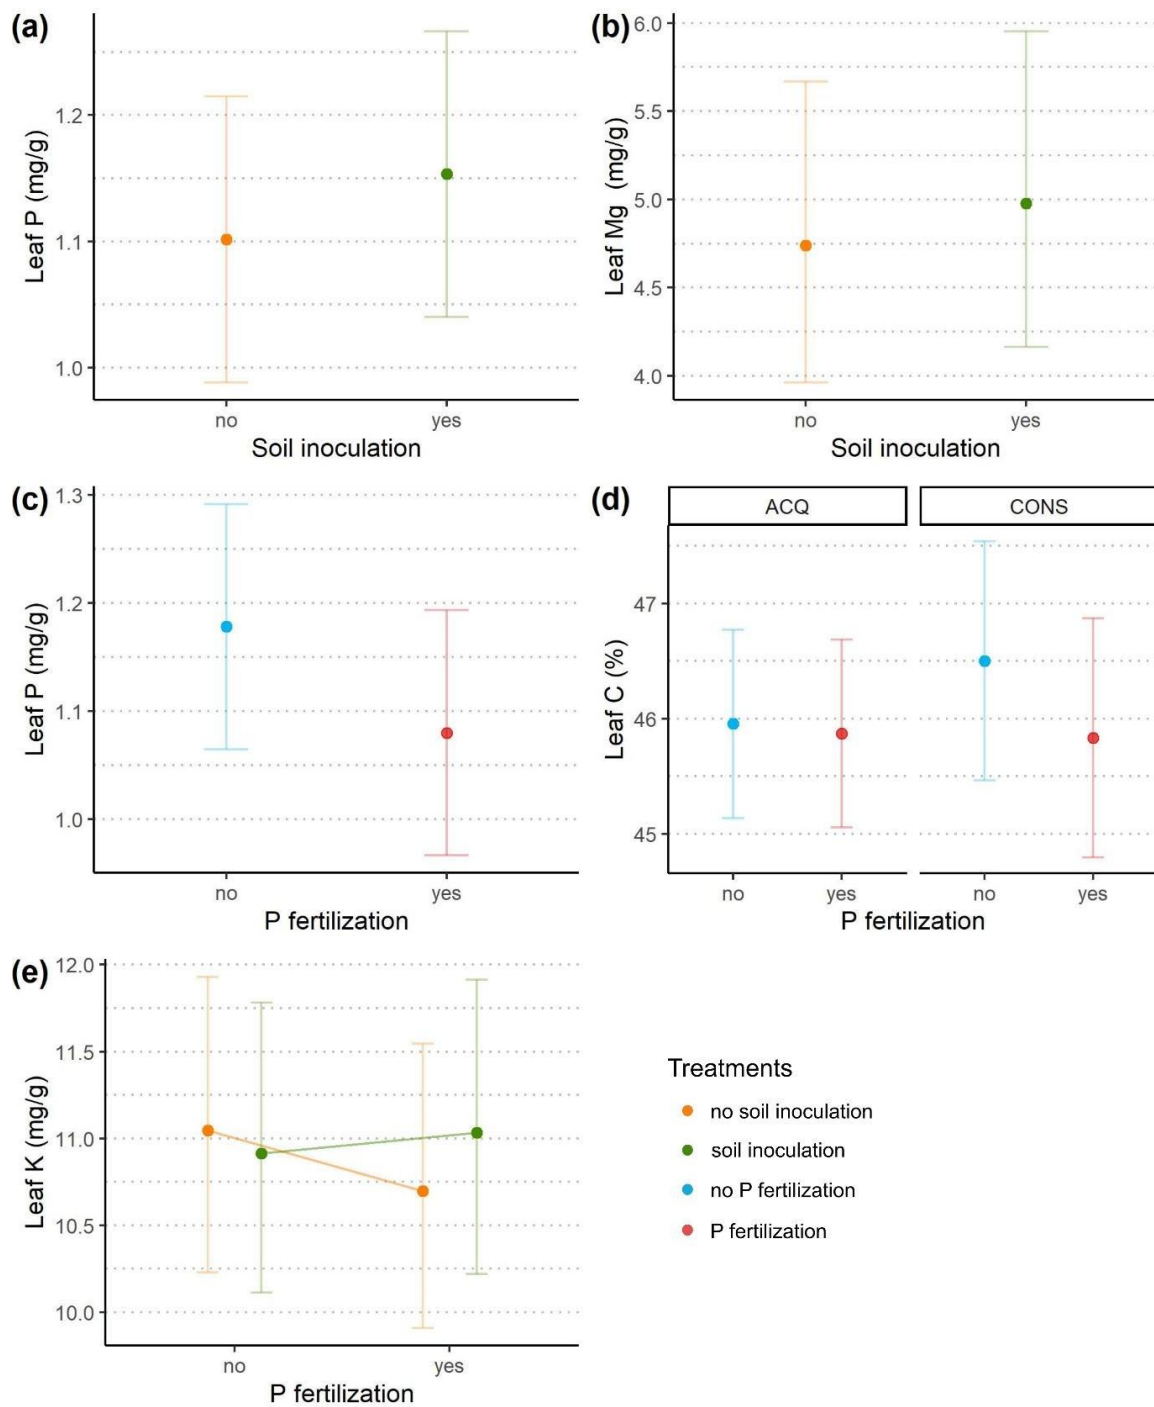 (a)
Leaf P (mg/g)
1.2
1.1
1.0
no yes
Soil inoculation
(b)
Leaf Mg (mg/g)
6.0
5.5
5.0
4.5
4.0
no yes
Soil inoculation
(c)
Leaf P (mg/g)
1.3
1.2
1.1
1.0
no yes
P fertilization
(d)
ACQ CONS
Leaf C (%)
47
46
45
no yes no yes
P fertilization
(e)
Leaf K (mg/g)
12.0
11.5
11.0
10.5
10.0
no yes
P fertilization
Treatments
no soil inoculation
soil inoculation
no P fertilization
P fertilization